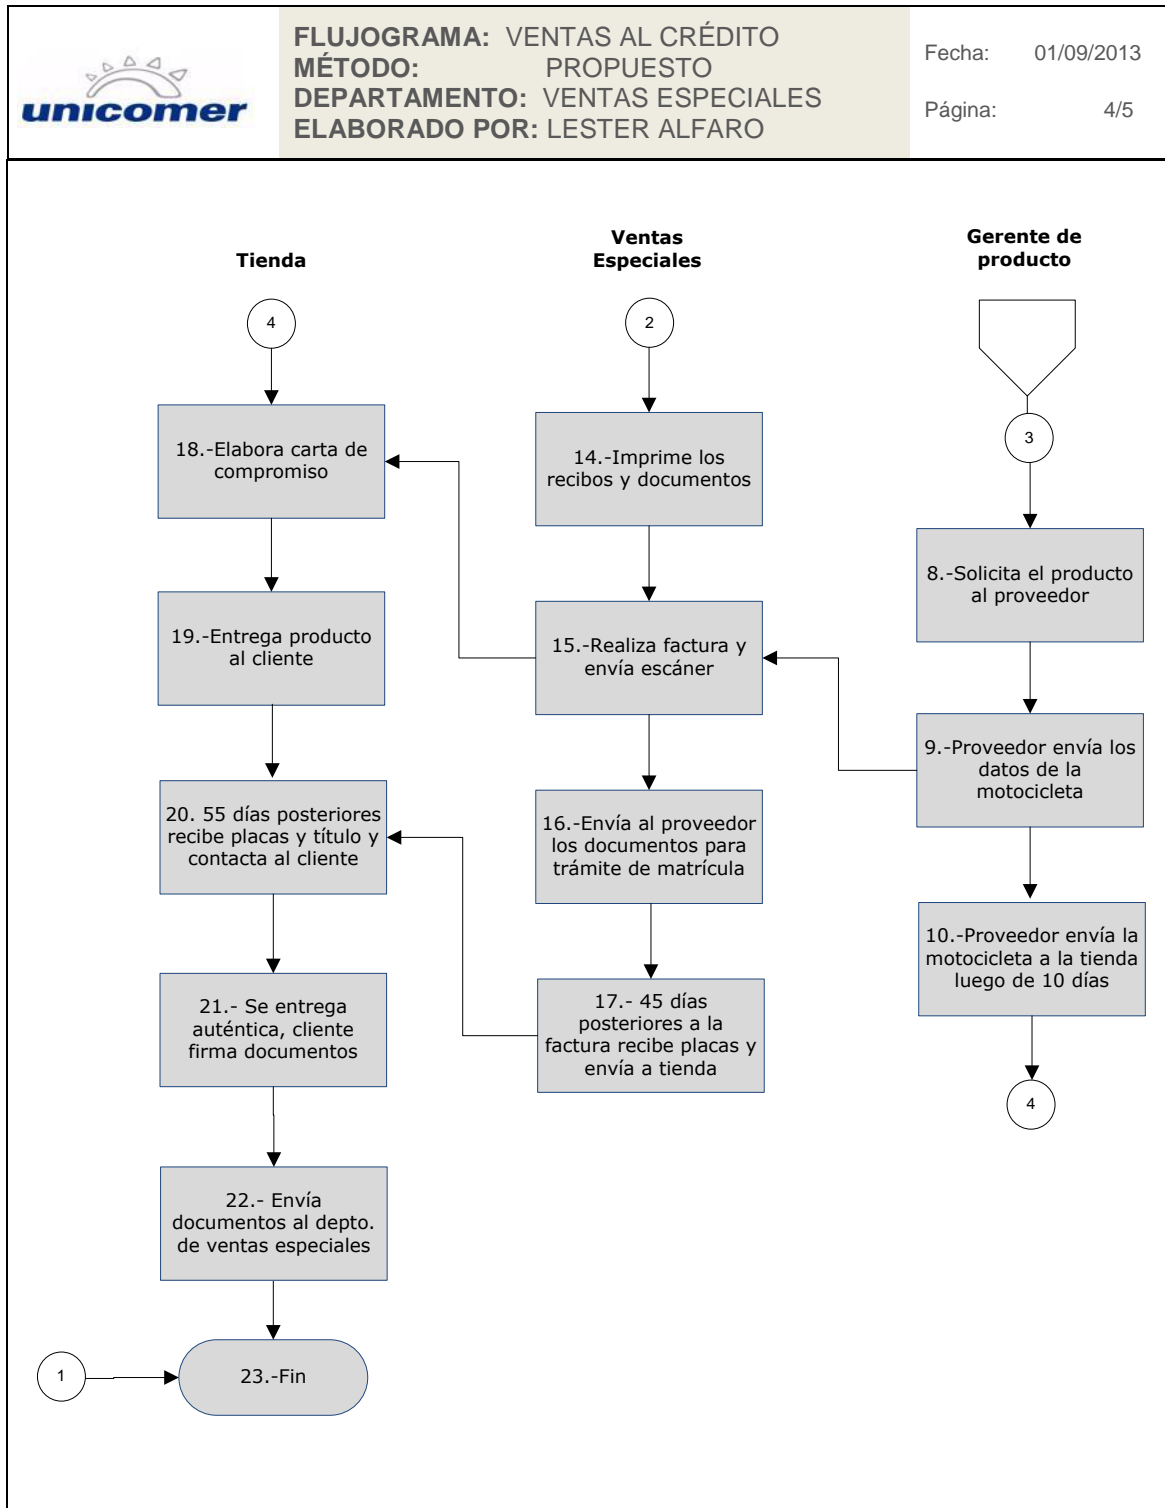 unicomer
FLUJOGRAMA: VENTAS AL CRÉDITO
MÉTODO: PROPUESTO
DEPARTAMENTO: VENTAS ESPECIALES
ELABORADO POR: LESTER ALFARO
Fecha: 01/09/2013
Página: 4/5
Tienda
4
18.-Elabora carta de
compromiso
19.-Entrega producto
al cliente
20. 55 días posteriores
recibe placas y título y
contacta al cliente
21.- Se entrega
auténtica, cliente
firma documentos
22.- Envía
documentos al depto.
de ventas especiales
1
23.-Fin
Ventas
Especiales
2
14.-Imprime los
recibos y documentos
15.-Realiza factura y
envía escáner
16.-Envía al proveedor
los documentos para
trámite de matrícula
17.- 45 días
posteriores a la
factura recibe placas y
envía a tienda
Gerente de
producto
3
8.-Solicita el producto
al proveedor
9.-Proveedor envía los
datos de la
motocicleta
10.-Proveedor envía la
motocicleta a la tienda
luego de 10 días
4